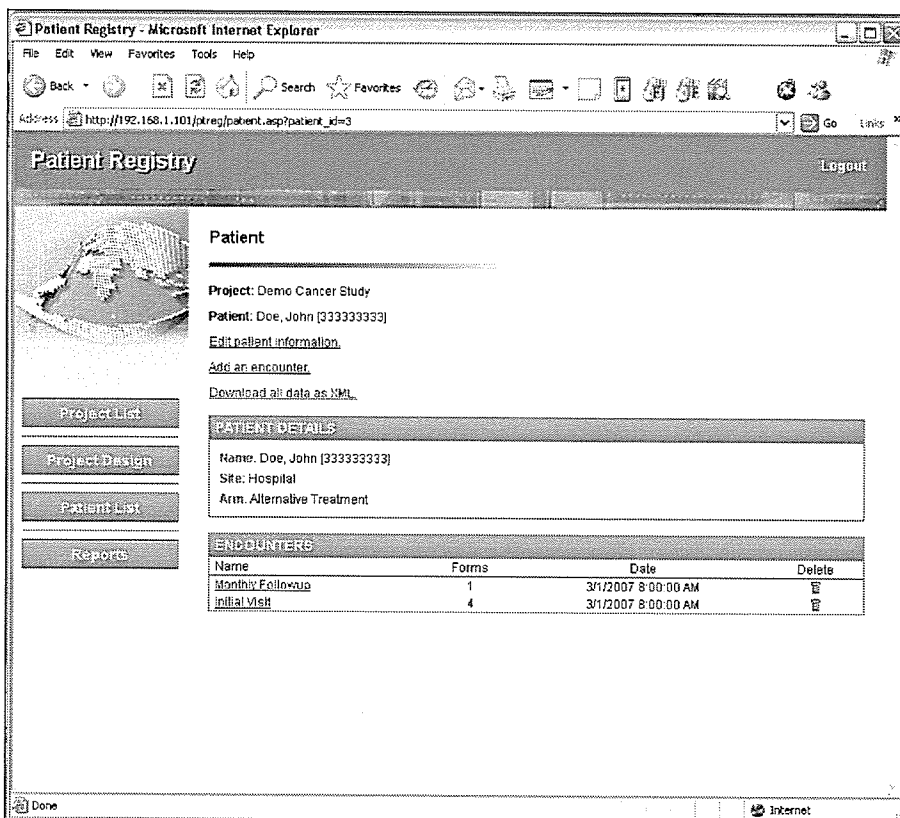 Patient Registry - Microsoft Internet Explorer
File Edit View Favorites Tools Help
Back Search Favorites
Address http://192.168.1.101/ptreg/patient.asp?patient_id=3 Go Links »
Patient Registry Logout
Patient
Project: Demo Cancer Study
Patient: Doe, John [333333333]
Edit patient information.
Add an encounter.
Download all data as XML.
Project List
Project Design
Patient List
Reports
PATIENT DETAILS
Name: Doe, John [333333333]
Site: Hospital
Arm: Alternative Treatment
ENCOUNTERS
Name Forms Date Delete
Monthly Followup 1 3/1/2007 8:00:00 AM
Initial Visit 4 3/1/2007 8:00:00 AM
Done Internet